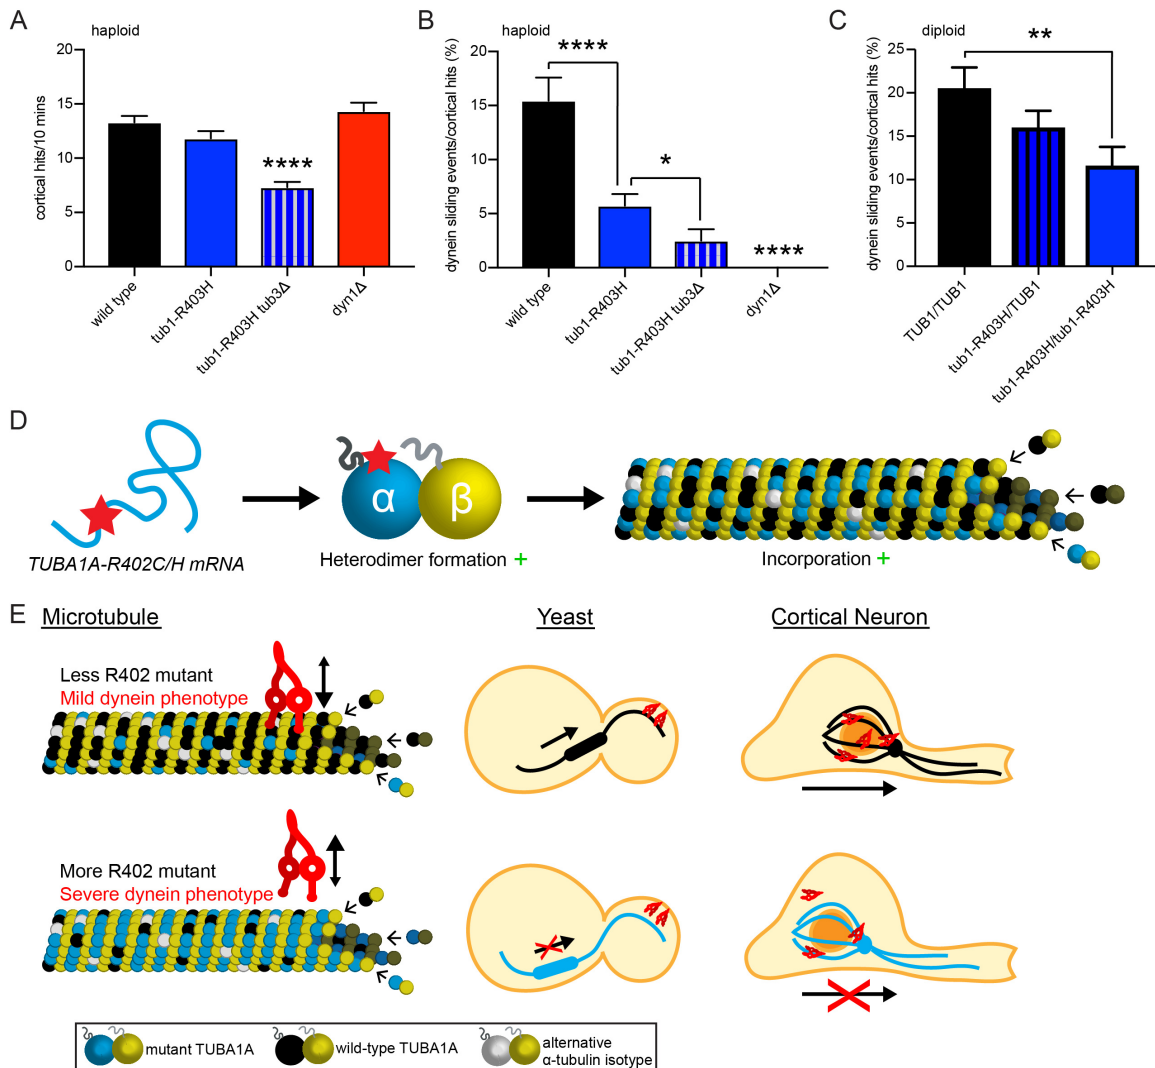 A
haploid
cortical hits/10 mins
20
15
10
5
0
****
wild type
tub1-R403H
tub1-R403H tub3Δ
dyn1Δ
B
haploid
dynein sliding events/cortical hits (%)
20
15
10
5
0
****
*
****
wild type
tub1-R403H
tub1-R403H tub3Δ
dyn1Δ
C
diploid
dynein sliding events/cortical hits (%)
25
20
15
10
5
0
**
TUB1/TUB1
tub1-R403H/TUB1
tub1-R403H/tub1-R403H
D
α
β
TUBA1A-R402C/H mRNA
Heterodimer formation +
Incorporation +
E
Microtubule
Yeast
Cortical Neuron
Less R402 mutant
Mild dynein phenotype
More R402 mutant
Severe dynein phenotype
mutant TUBA1A
wild-type TUBA1A
alternative
α-tubulin isotype